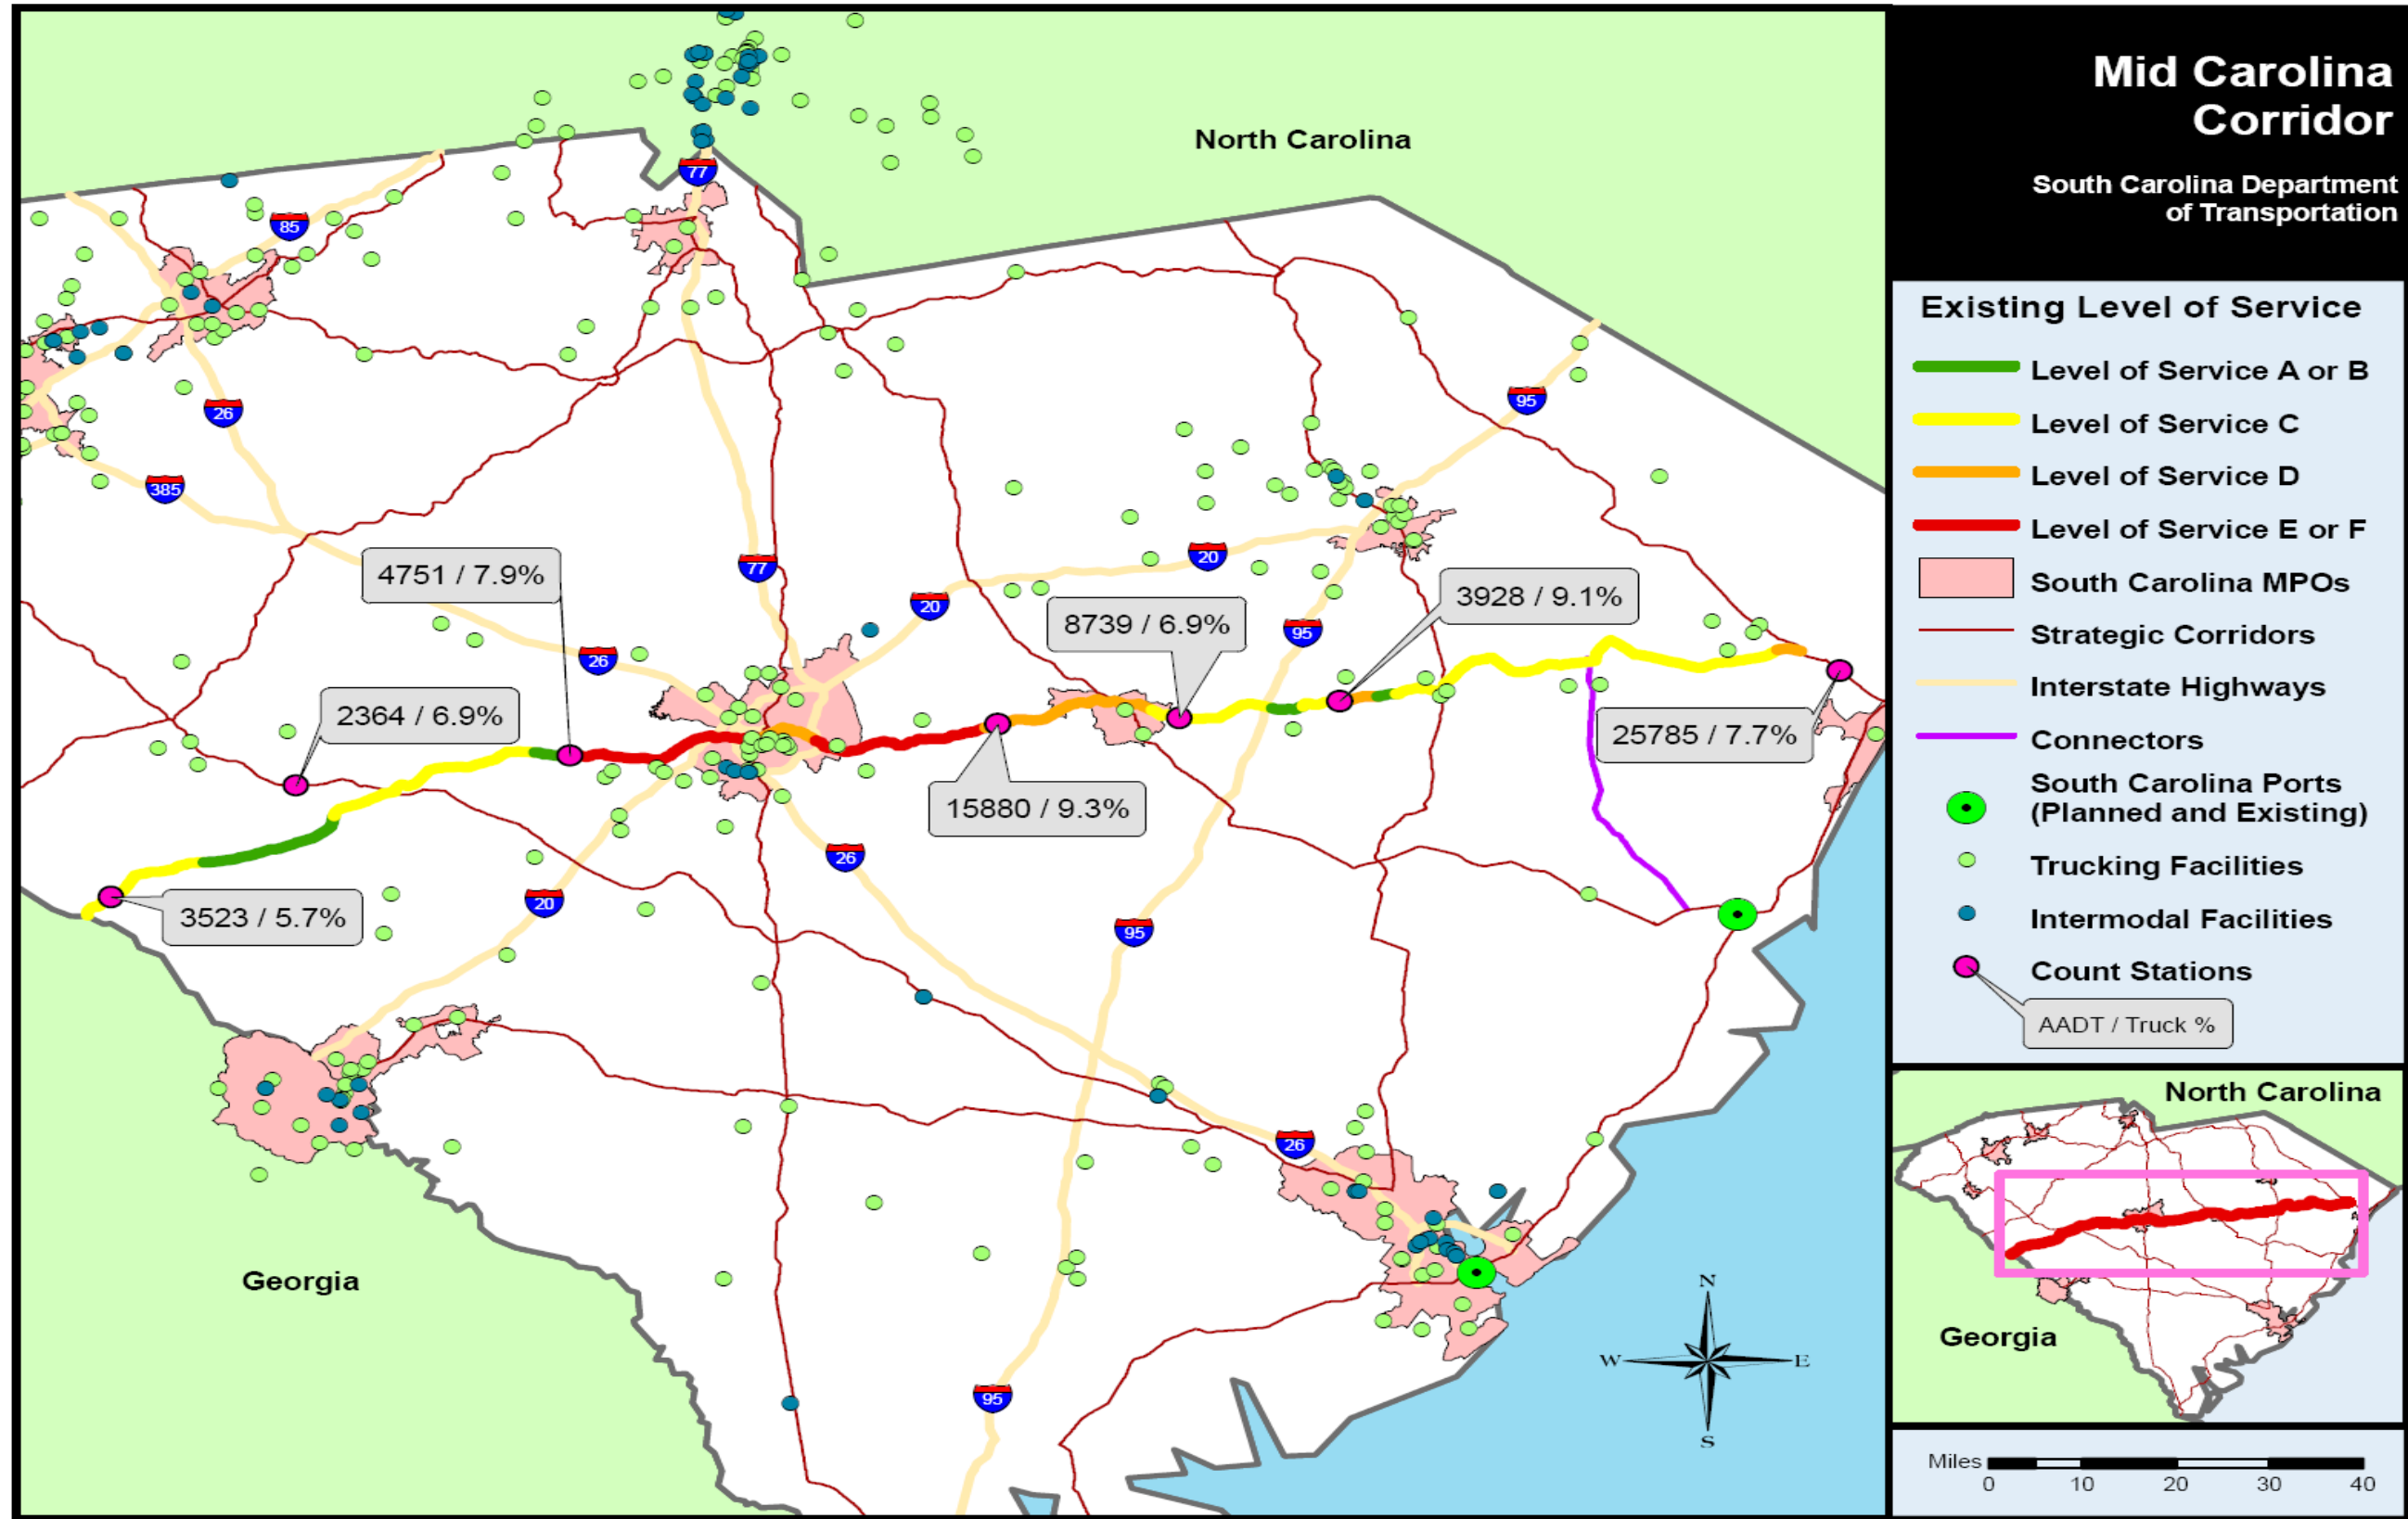 Mid Carolina
Corridor
South Carolina Department
of Transportation
North Carolina
77
85
26
385
95
77
20
20
4751 / 7.9%
8739 / 6.9%
3928 / 9.1%
95
26
2364 / 6.9%
25785 / 7.7%
15880 / 9.3%
26
3523 / 5.7%
20
95
26
Georgia
95
N
W
E
S
Existing Level of Service
Level of Service A or B
Level of Service C
Level of Service D
Level of Service E or F
South Carolina MPOs
Strategic Corridors
Interstate Highways
Connectors
South Carolina Ports
(Planned and Existing)
Trucking Facilities
Intermodal Facilities
Count Stations
AADT / Truck %
North Carolina
Georgia
Miles
0 10 20 30 40